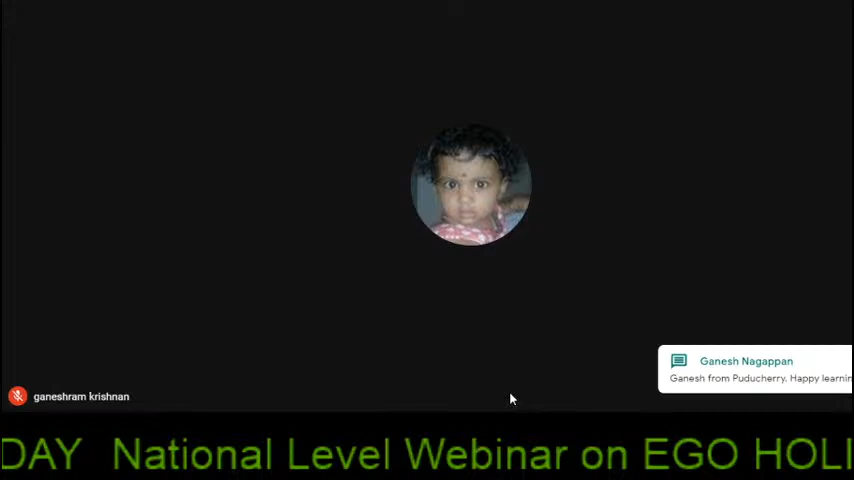 Ganesh Nagappan
Ganesh from Puducherry. Happy learnin
ganeshram krishnan
DAY National Level Webinar on EGO HOLI